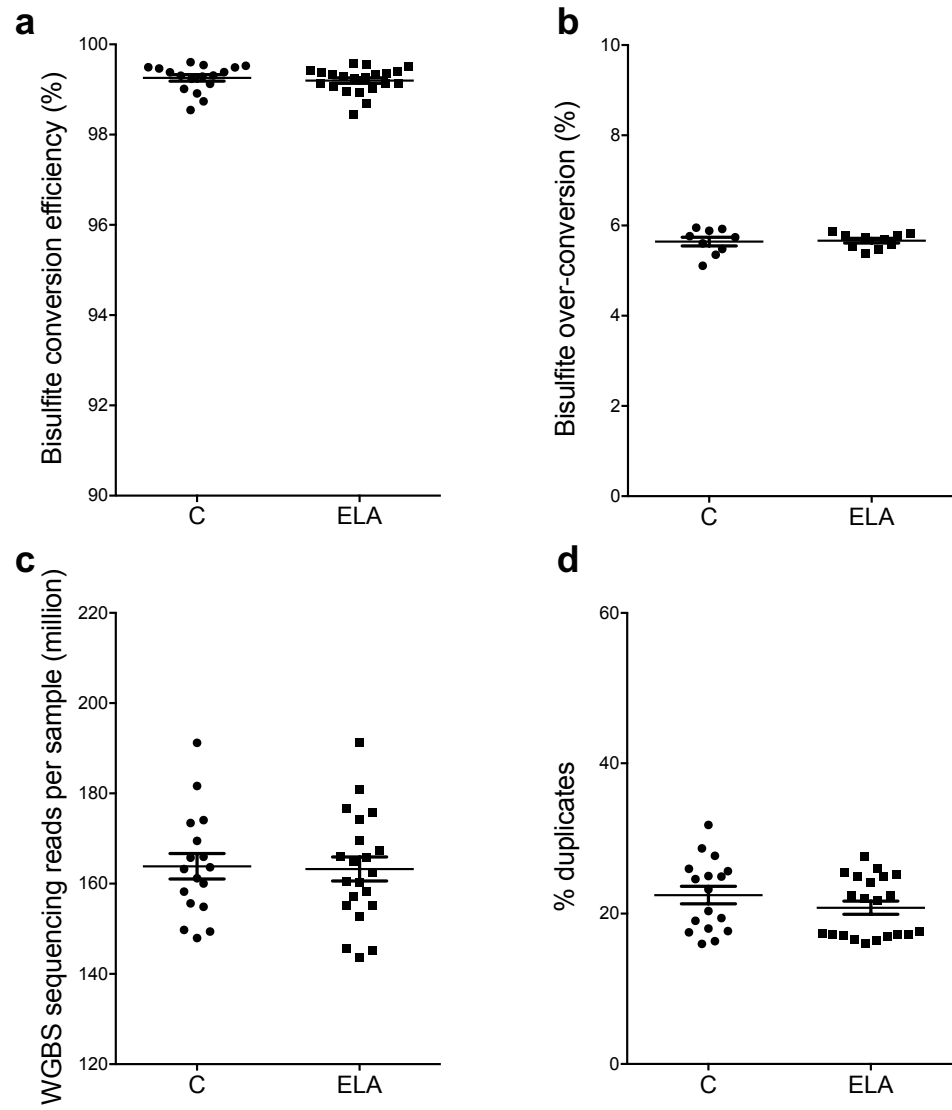 a
Bisulfite conversion efficiency (%)
100
98
96
94
92
90
C ELA
b
Bisulfite over-conversion (%)
10
8
6
4
2
0
C ELA
c
WGBS sequencing reads per sample (million)
220
200
180
160
140
120
C ELA
d
% duplicates
60
40
20
0
C ELA